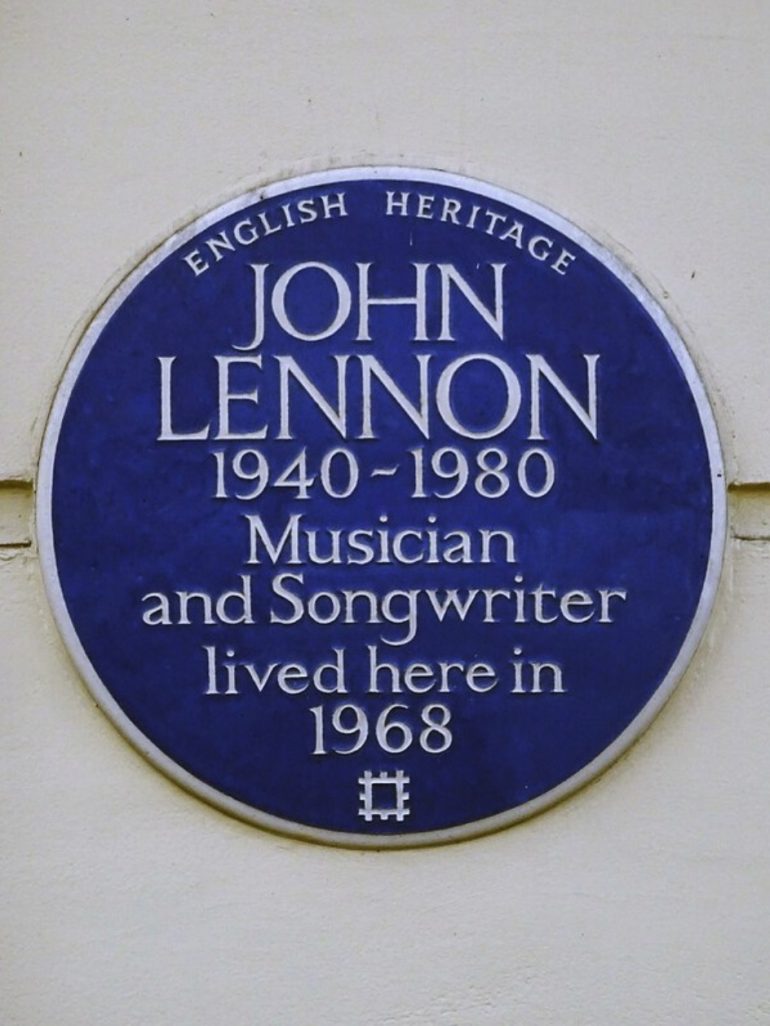 ENGLISH HERITAGE
JOHN
LENNON
1940~1980
Musician
and Songwriter
lived here in
1968